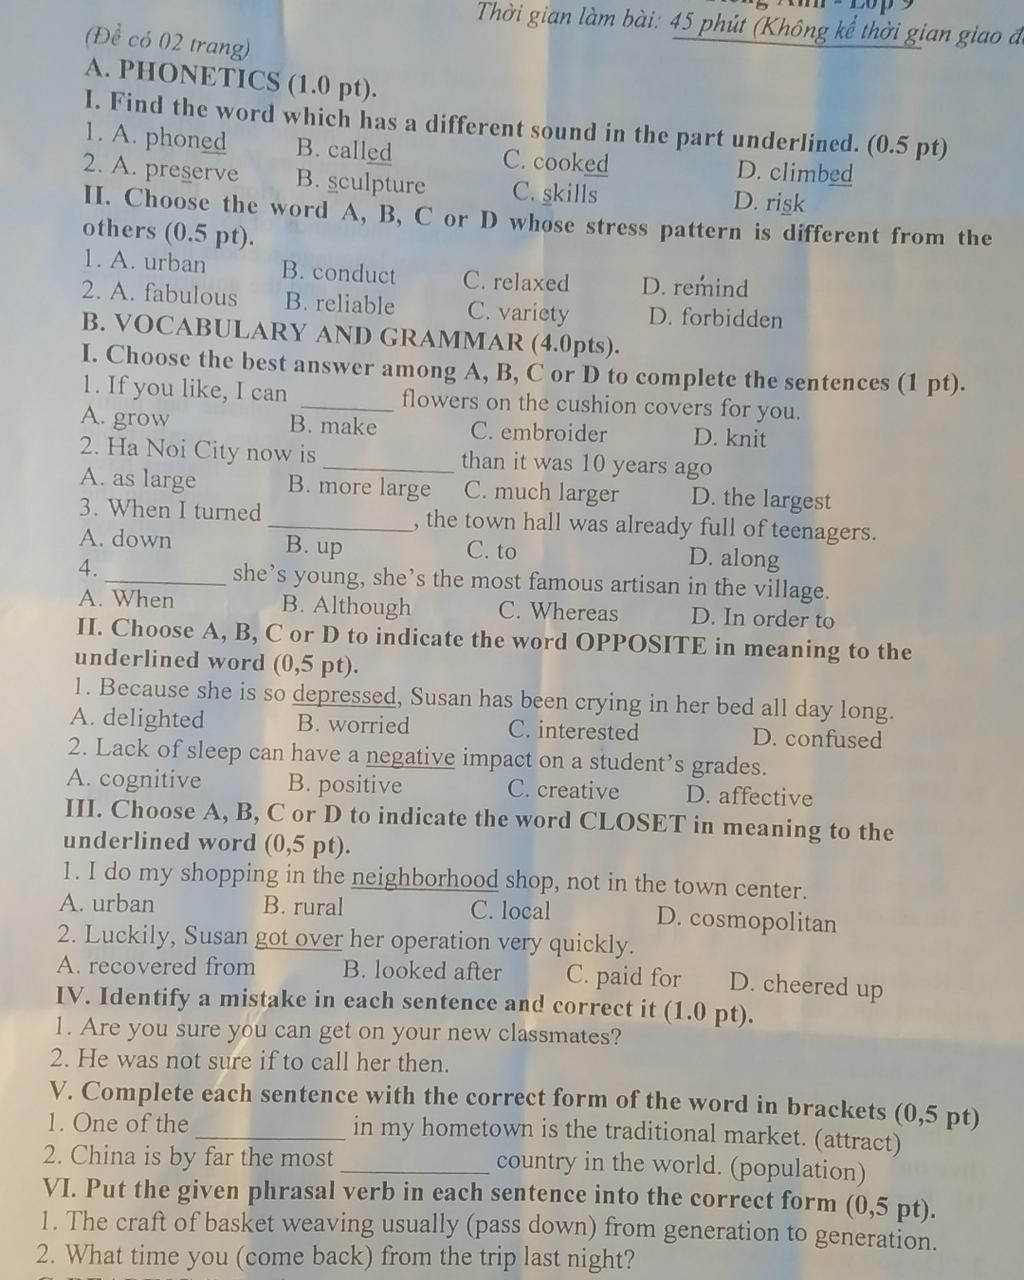 Lớp 9
Thời gian làm bài: 45 phút (Không kể thời gian giao
(Đề có 02 trang)
A. PHONETICS (1.0 pt).
I. Find the word which has a different sound in the part underlined. (0.5 pt)
1. A. phoned B. called C. cooked D. climbed
2. A. preserve B. sculpture C. skills D. risk
II. Choose the word A, B, C or D whose stress pattern is different from the
others (0.5 pt).
1. A. urban B. conduct C. relaxed D. remind
2. A. fabulous B. reliable C. variety D. forbidden
B. VOCABULARY AND GRAMMAR (4.0pts).
I. Choose the best answer among A, B, C or D to complete the sentences (1 pt).
1. If you like, I can ________ flowers on the cushion covers for you.
A. grow B. make C. embroider D. knit
2. Ha Noi City now is ___________ than it was 10 years ago
A. as large B. more large C. much larger D. the largest
3. When I turned ____________, the town hall was already full of teenagers.
A. down B. up C. to D. along
4. __________ she's young, she's the most famous artisan in the village.
A. When B. Although C. Whereas D. In order to
II. Choose A, B, C or D to indicate the word OPPOSITE in meaning to the
underlined word (0,5 pt).
1. Because she is so depressed, Susan has been crying in her bed all day long.
A. delighted B. worried C. interested D. confused
2. Lack of sleep can have a negative impact on a student's grades.
A. cognitive B. positive C. creative D. affective
III. Choose A, B, C or D to indicate the word CLOSET in meaning to the
underlined word (0,5 pt).
1. I do my shopping in the neighborhood shop, not in the town center.
A. urban B. rural C. local D. cosmopolitan
2. Luckily, Susan got over her operation very quickly.
A. recovered from B. looked after C. paid for D. cheered up
IV. Identify a mistake in each sentence and correct it (1.0 pt).
1. Are you sure you can get on your new classmates?
2. He was not sure if to call her then.
V. Complete each sentence with the correct form of the word in brackets (0,5 pt)
1. One of the _____________ in my hometown is the traditional market. (attract)
2. China is by far the most _____________ country in the world. (population)
VI. Put the given phrasal verb in each sentence into the correct form (0,5 pt).
1. The craft of basket weaving usually (pass down) from generation to generation.
2. What time you (come back) from the trip last night?